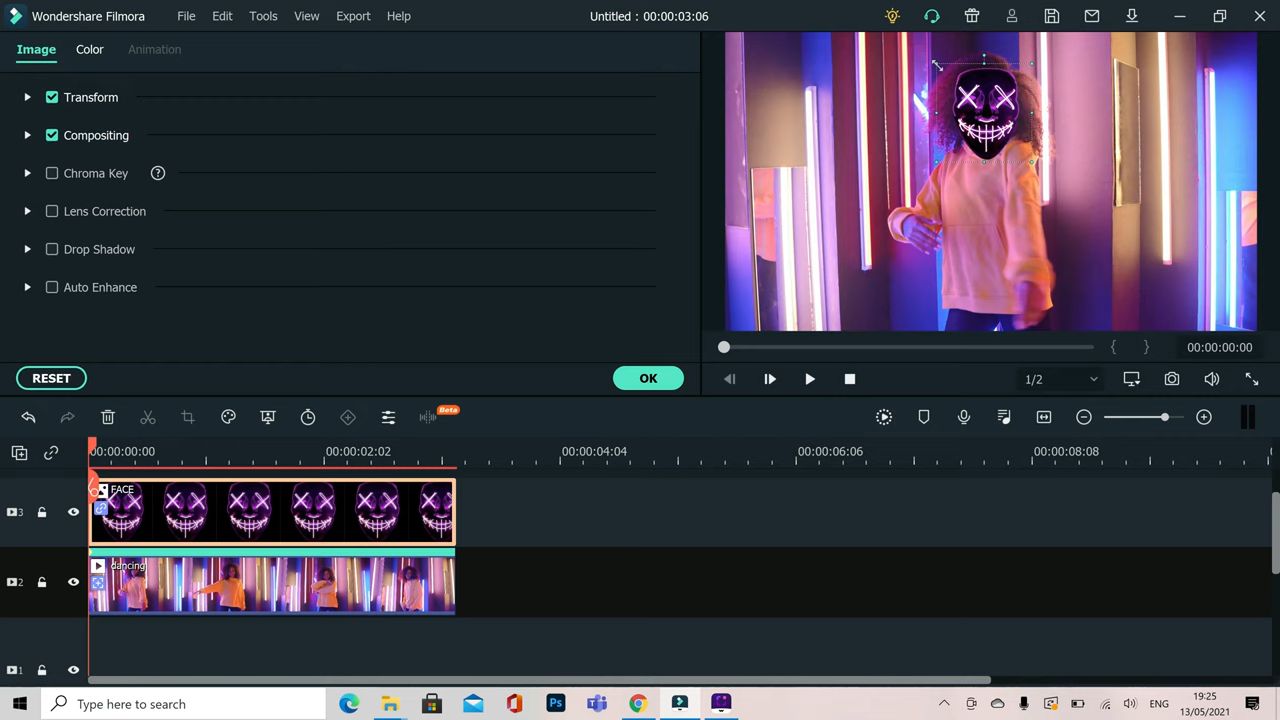 Wondershare Filmora File Edit Tools View Export Help Untitled : 00:00:03:06
Image Color Animation
Transform
Compositing
Chroma Key ?
Lens Correction
Drop Shadow
Auto Enhance
RESET OK
{ } 00:00:00:00
1/2
Beta
00:00:00:00 00:00:02:02 00:00:04:04 00:00:06:06 00:00:08:08
FACE
3
dancing
2
1
Type here to search
Ps
ENG
19:25
13/05/2021